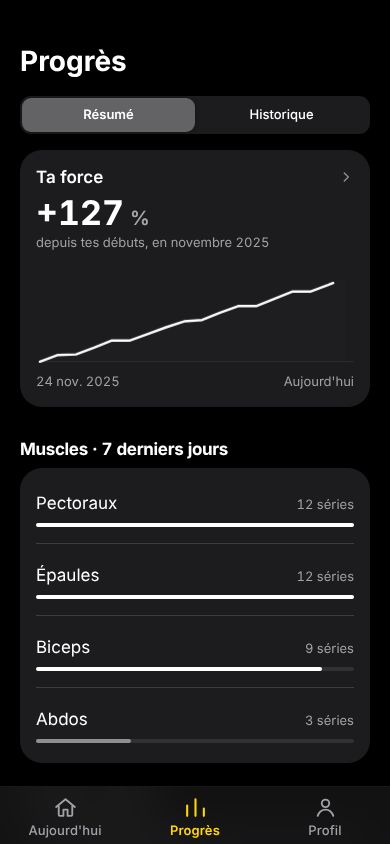 Progrès
Résumé
Historique
Ta force
+127 %
depuis tes débuts, en novembre 2025
24 nov. 2025
Aujourd'hui
Muscles · 7 derniers jours
Pectoraux
12 séries
Épaules
12 séries
Biceps
9 séries
Abdos
3 séries
Aujourd'hui
Progrès
Profil